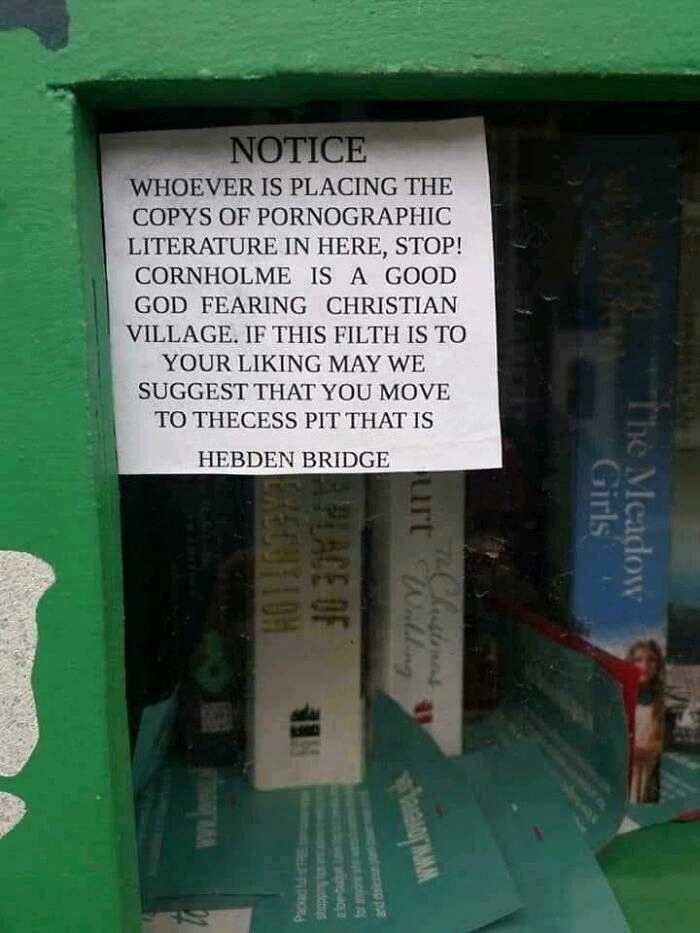 NOTICE
WHOEVER IS PLACING THE
COPYS OF PORNOGRAPHIC
LITERATURE IN HERE, STOP!
CORNHOLME IS A GOOD
GOD FEARING CHRISTIAN
VILLAGE. IF THIS FILTH IS TO
YOUR LIKING MAY WE
SUGGEST THAT YOU MOVE
TO THECESS PIT THAT IS
HEBDEN BRIDGE
A PLACE OF
EXECUTION
urt
The Christmas
Wedding
The Meadow
Girls